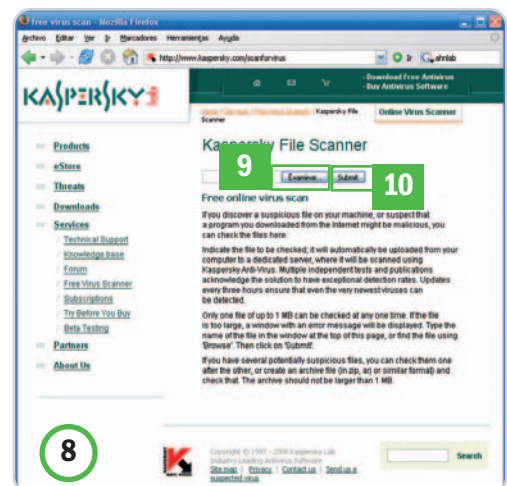 free virus scan - Mozilla Firefox
Archivo Editar Ver Ir Marcadores Herramientas Ayuda
http://www.kaspersky.com/scanforvirus
Ir
ahnlab
KASPERSKY
- Download Free Antivirus
- Buy Antivirus Software
Kaspersky File
Scanner
Online Virus Scanner
Products
eStore
Threats
Downloads
Services
Technical Support
Knowledge base
Forum
Free Virus Scanner
Subscriptions
Try Before You Buy
Beta Testing
Partners
About Us
Kaspersky File Scanner
9
Examinar...
Submit
10
Free online virus scan
If you discover a suspicious file on your machine, or suspect that
a program you downloaded from the internet might be malicious, you
can check the files here.
Indicate the file to be checked; it will automatically be uploaded from your
computer to a dedicated server, where it will be scanned using
Kaspersky Anti-Virus. Multiple independent tests and publications
acknowledge the solution to have exceptional detection rates. Updates
every three hours ensure that even the very newest viruses can
be detected.
Only one file of up to 1 MB can be checked at any one time. If the file
is too large, a window with an error message will be displayed. Type the
name of the file in the window at the top of this page, or find the file using
'Browse'. Then click on 'Submit'.
If you have several potentially suspicious files, you can check them one
after the other, or create an archive file (in zip, arj or similar format) and
check that. The archive should not be larger than 1 MB.
8
Copyright © 1997 - 2006 Kaspersky Lab
Industry Leading Antivirus Software
Site map | Privacy | Contact us | Send us a
suspected virus
Search